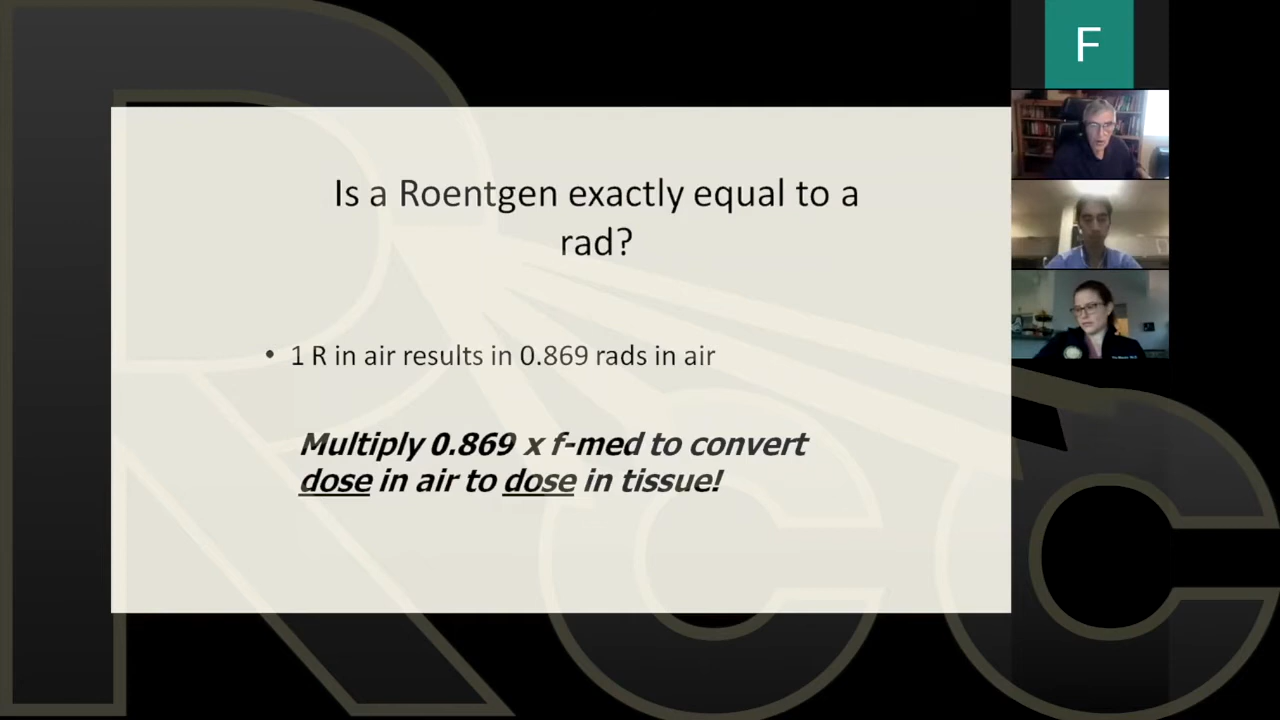 F
Is a Roentgen exactly equal to a
rad?
• 1 R in air results in 0.869 rads in air
Multiply 0.869 x f-med to convert
dose in air to dose in tissue!
RCC